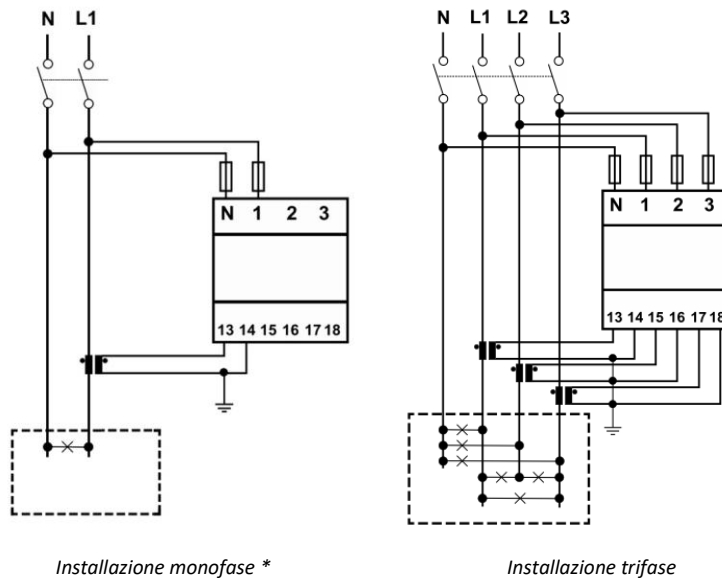 N L1
N 1 2 3
13 14 15 16 17 18
Installazione monofase *
N L1 L2 L3
N 1 2 3
13 14 15 16 17 18
Installazione trifase